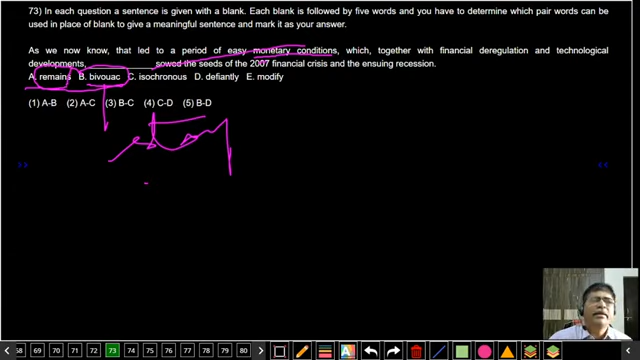 73) In each question a sentence is given with a blank. Each blank is followed by five words and you have to determine which pair words can be
used in place of blank to give a meaningful sentence and mark it as your answer.
As we now know, that led to a period of easy monetary conditions, which, together with financial deregulation and technological
developments, ____________sowed the seeds of the 2007 financial crisis and the ensuing recession.
A. remains B. bivouac C. isochronous D. defiantly E. modify
(1) A-B (2) A-C (3) B-C (4) C-D (5) B-D
stay
68 69 70 71 72 73 74 75 76 77 78 79 80